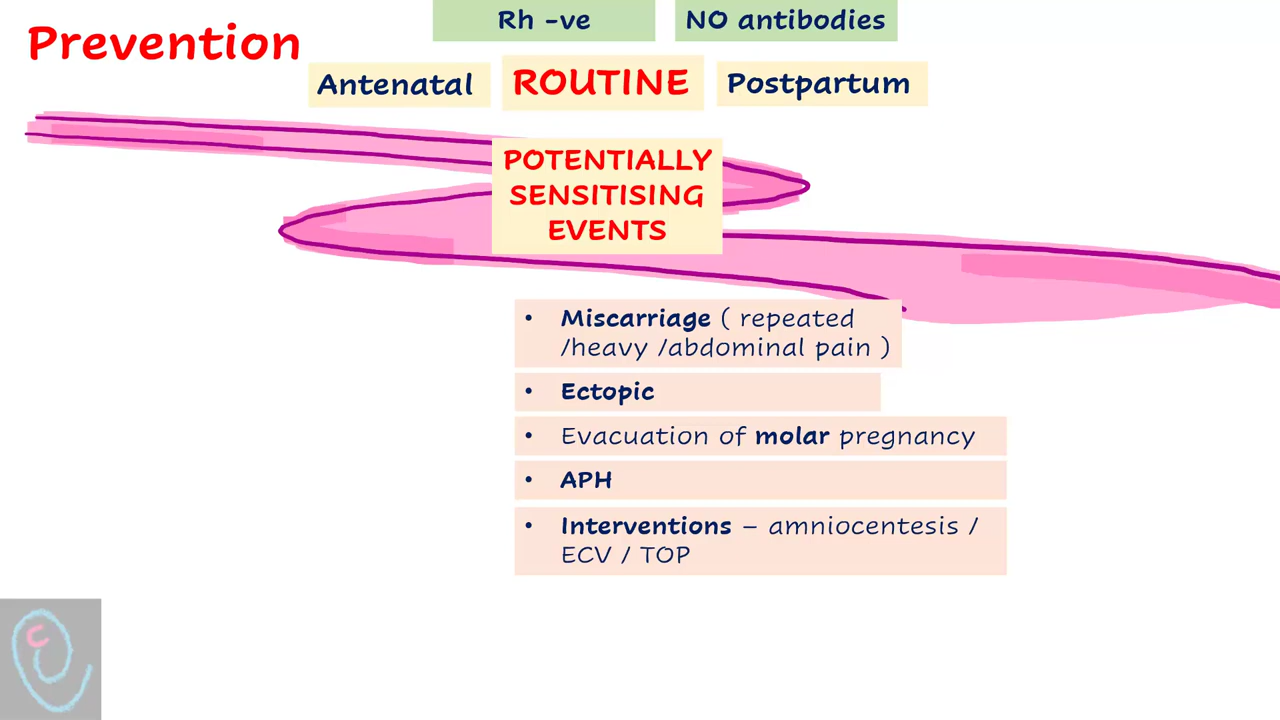 Prevention
Rh -ve
NO antibodies
Antenatal
ROUTINE
Postpartum
POTENTIALLY
SENSITISING
EVENTS
• Miscarriage ( repeated
/heavy /abdominal pain )
• Ectopic
• Evacuation of molar pregnancy
• APH
• Interventions – amniocentesis /
ECV / TOP